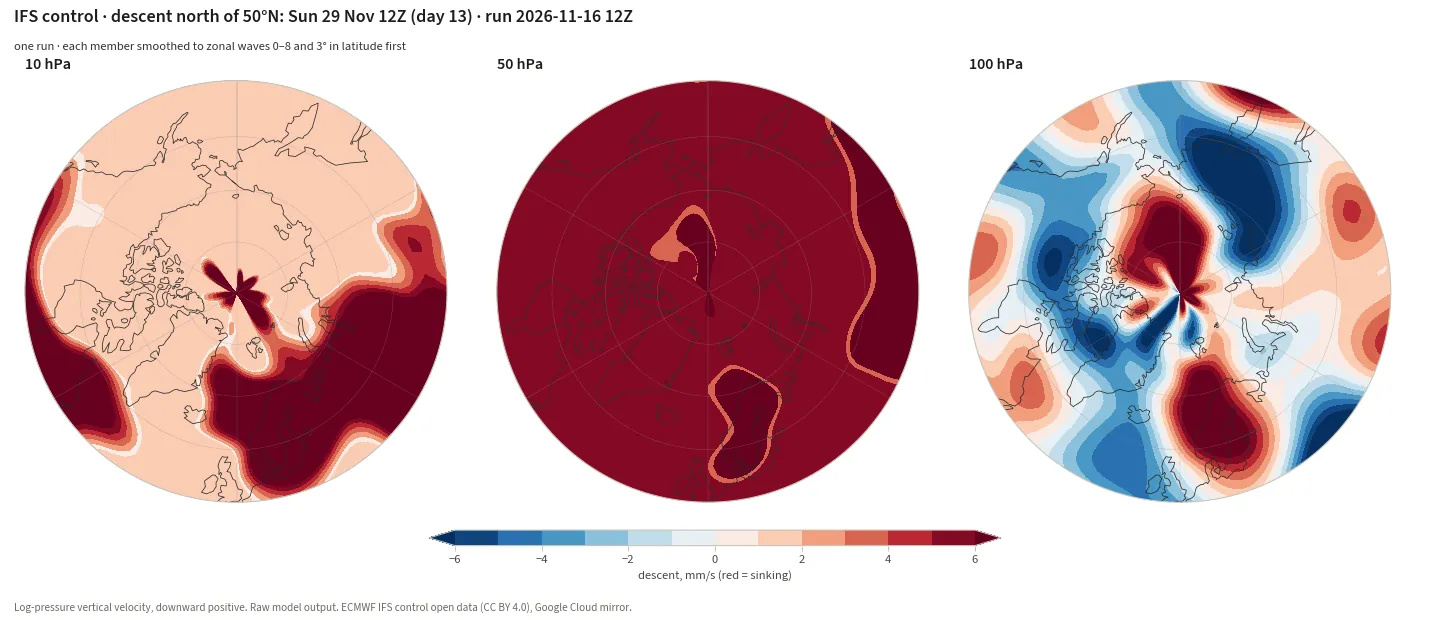 IFS control · descent north of 50°N: Sun 29 Nov 12Z (day 13) · run 2026-11-16 12Z
one run · each member smoothed to zonal waves 0–8 and 3° in latitude first
10 hPa
50 hPa
100 hPa
−6 −4 −2 0 2 4 6
descent, mm/s (red = sinking)
Log-pressure vertical velocity, downward positive. Raw model output. ECMWF IFS control open data (CC BY 4.0), Google Cloud mirror.